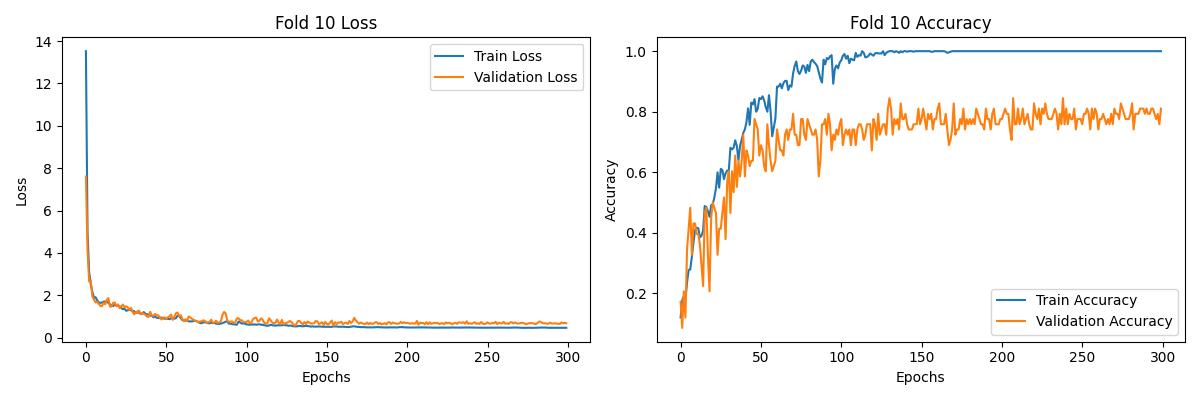 Fold 10 Loss
14
12
10
8
6
4
2
0
Loss
0 50 100 150 200 250 300
Epochs
Train Loss
Validation Loss
Fold 10 Accuracy
1.0
0.8
0.6
0.4
0.2
Accuracy
0 50 100 150 200 250 300
Epochs
Train Accuracy
Validation Accuracy